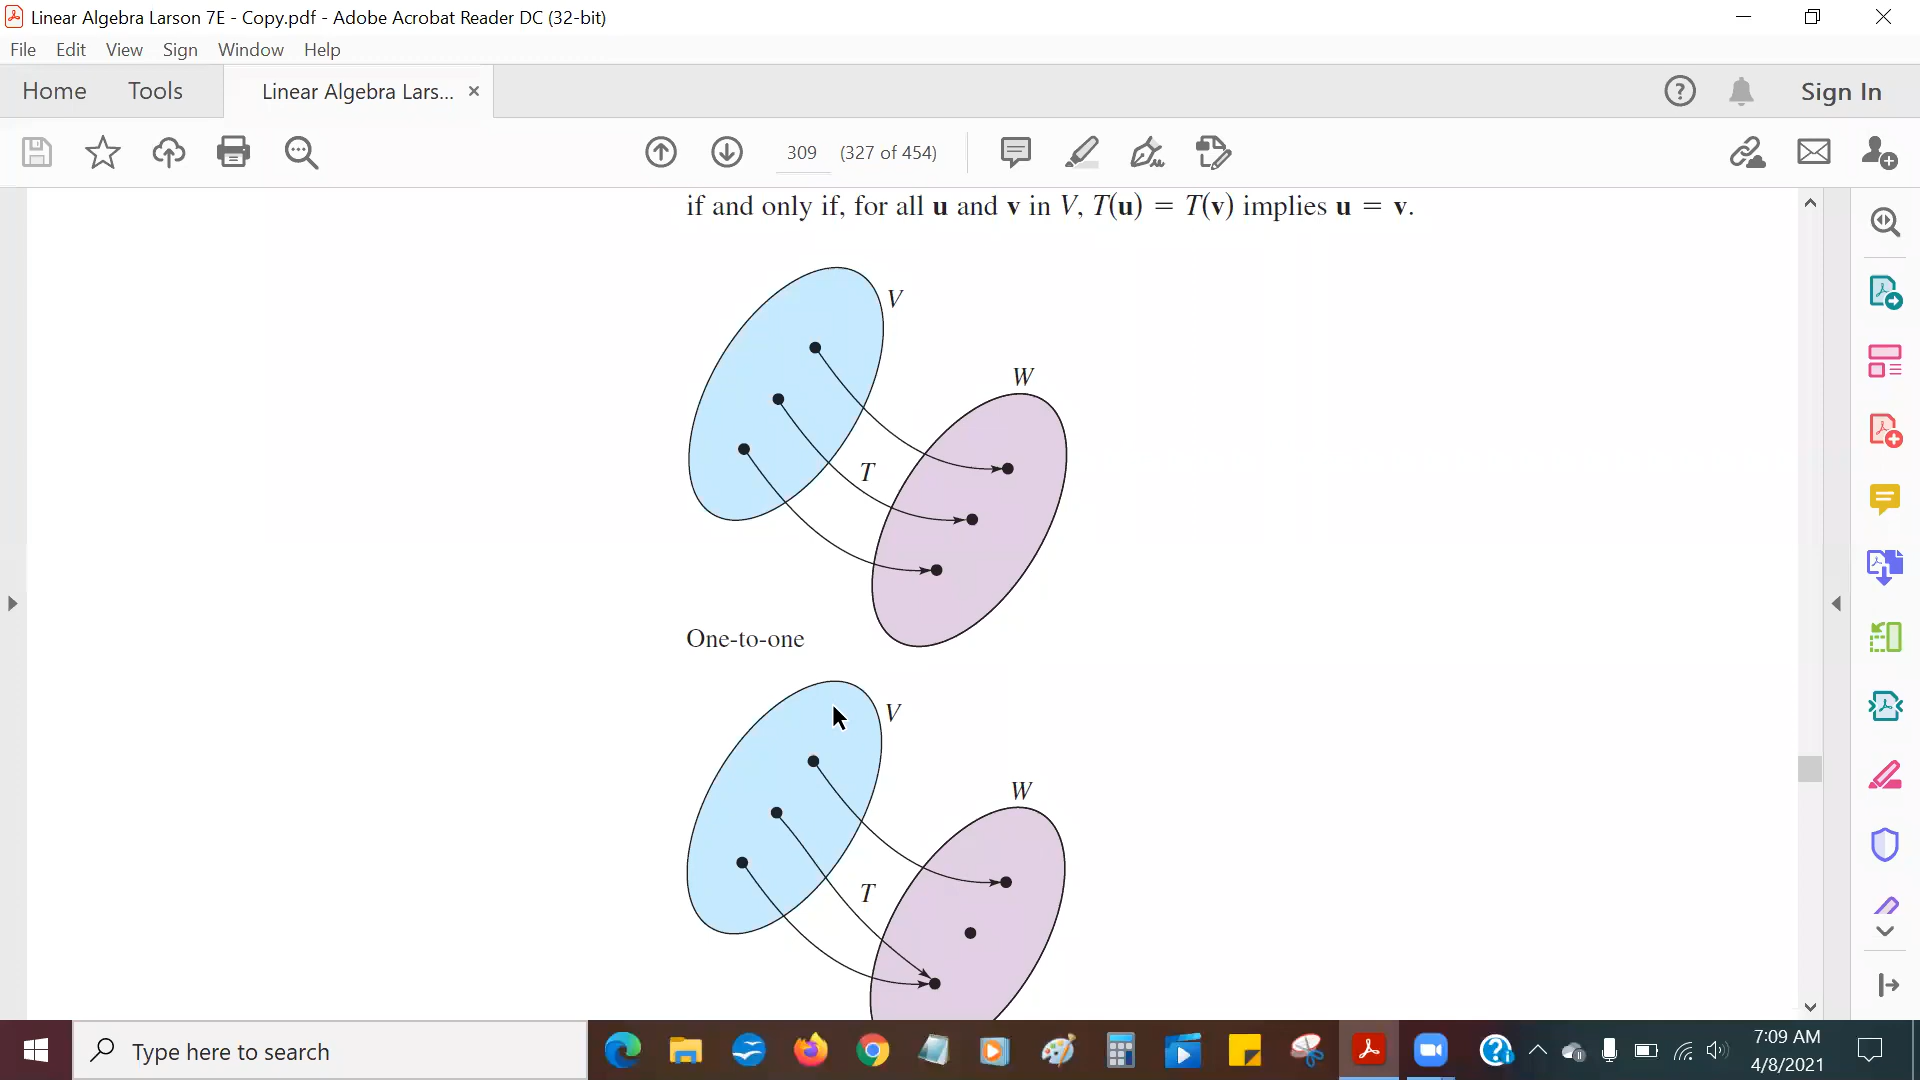 Linear Algebra Larson 7E - Copy.pdf - Adobe Acrobat Reader DC (32-bit)
File Edit View Sign Window Help
Home Tools Linear Algebra Lars... × Sign In
309 (327 of 454)
if and only if, for all u and v in V, T(u) = T(v) implies u = v.
V
W
T
One-to-one
V
W
T
Type here to search
7:09 AM
4/8/2021